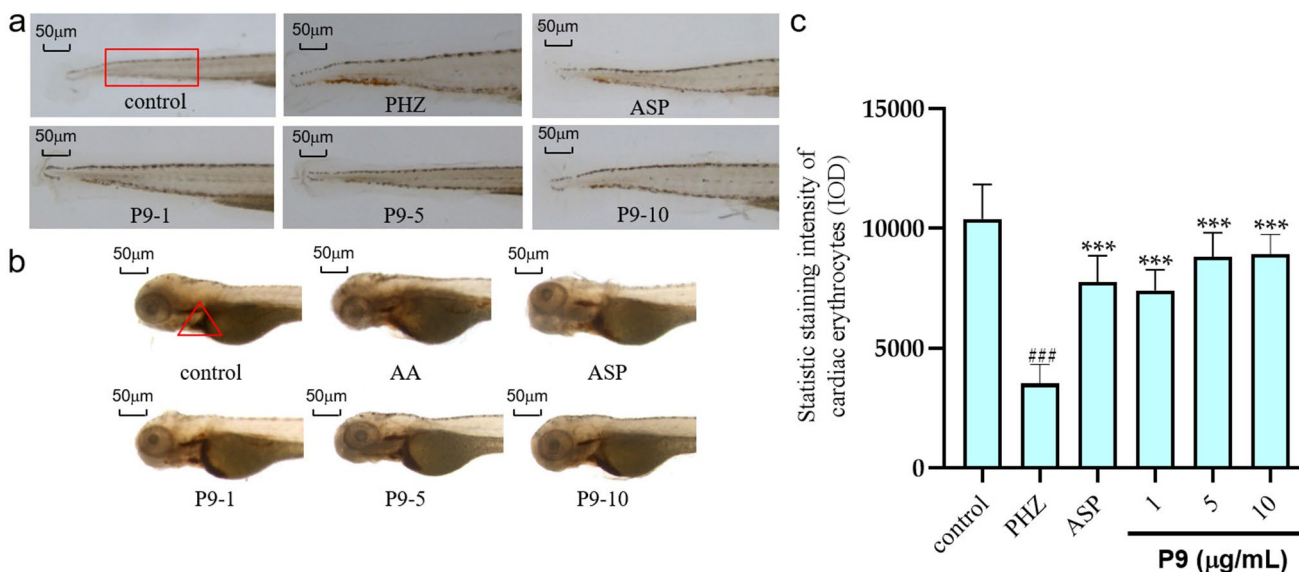 a
50μm
50μm
50μm
control
PHZ
ASP
50μm
50μm
50μm
P9-1
P9-5
P9-10
b
50μm
50μm
50μm
control
AA
ASP
50μm
50μm
50μm
P9-1
P9-5
P9-10
c
Statistic staining intensity of
cardiac erythrocytes (IOD)
15000
10000
5000
0
###
***
***
***
***
control
PHZ
ASP
1
5
10
P9 (μg/mL)